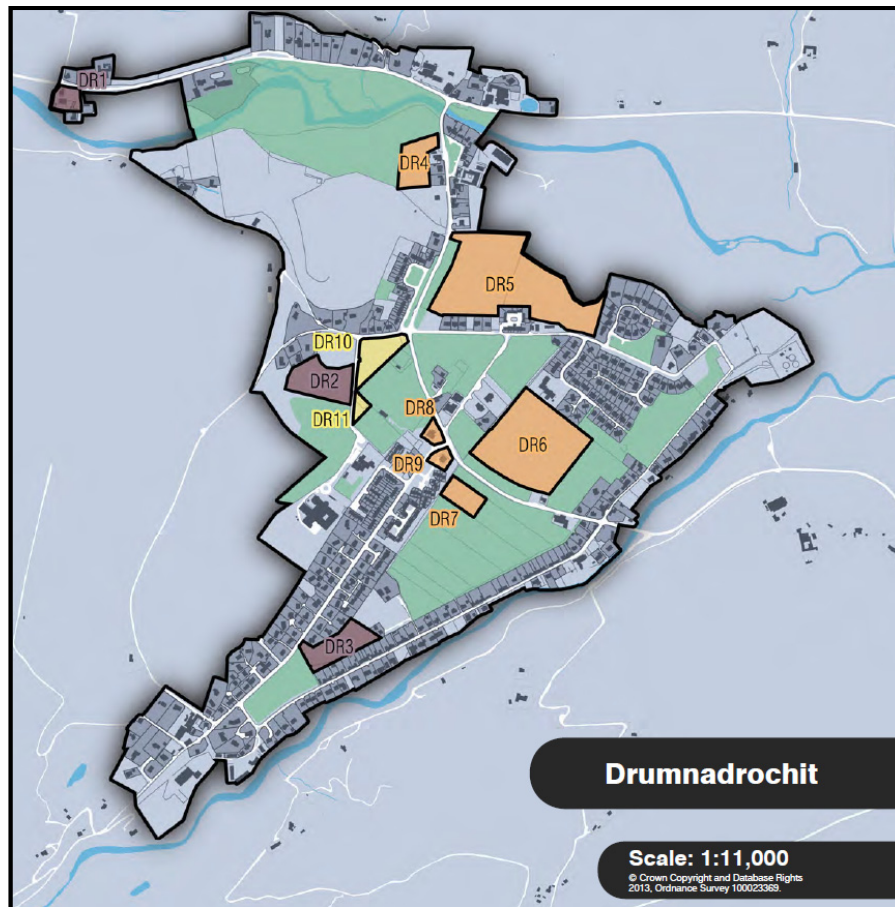 DR1
DR4
DR5
DR10
DR2
DR11
DR8
DR6
DR9
DR7
DR3
Drumnadrochit
Scale: 1:11,000
© Crown Copyright and Database Rights
2013, Ordnance Survey 100023369.